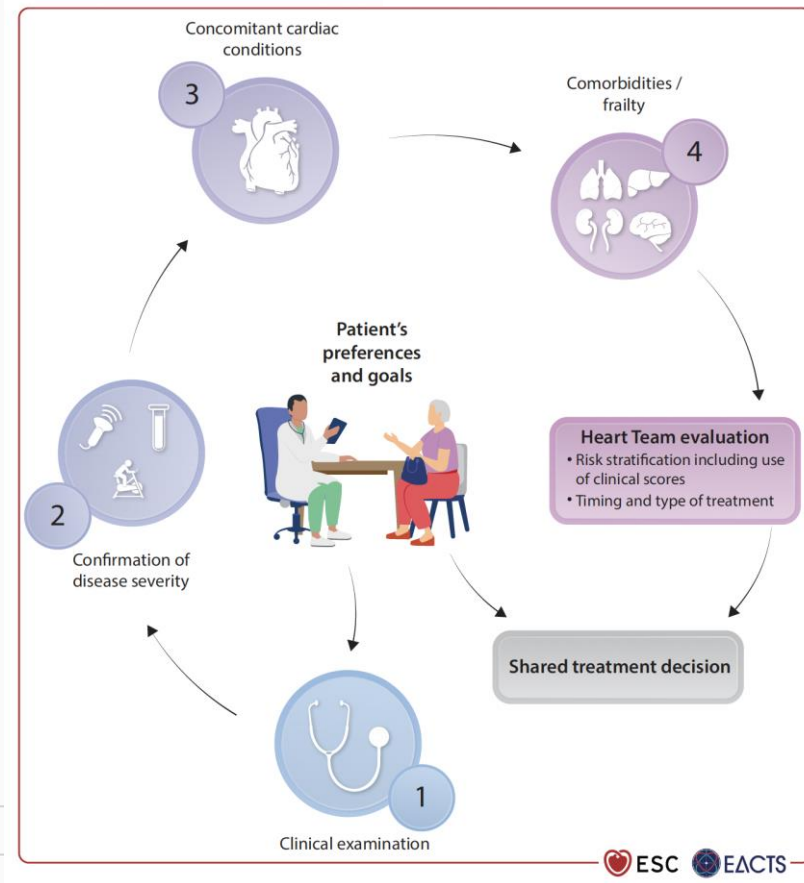 Concomitant cardiac
conditions
3
Comorbidities /
frailty
4
Patient's
preferences
and goals
Heart Team evaluation
• Risk stratification including use
of clinical scores
• Timing and type of treatment
2
Confirmation of
disease severity
Shared treatment decision
1
Clinical examination
ESC EACTS